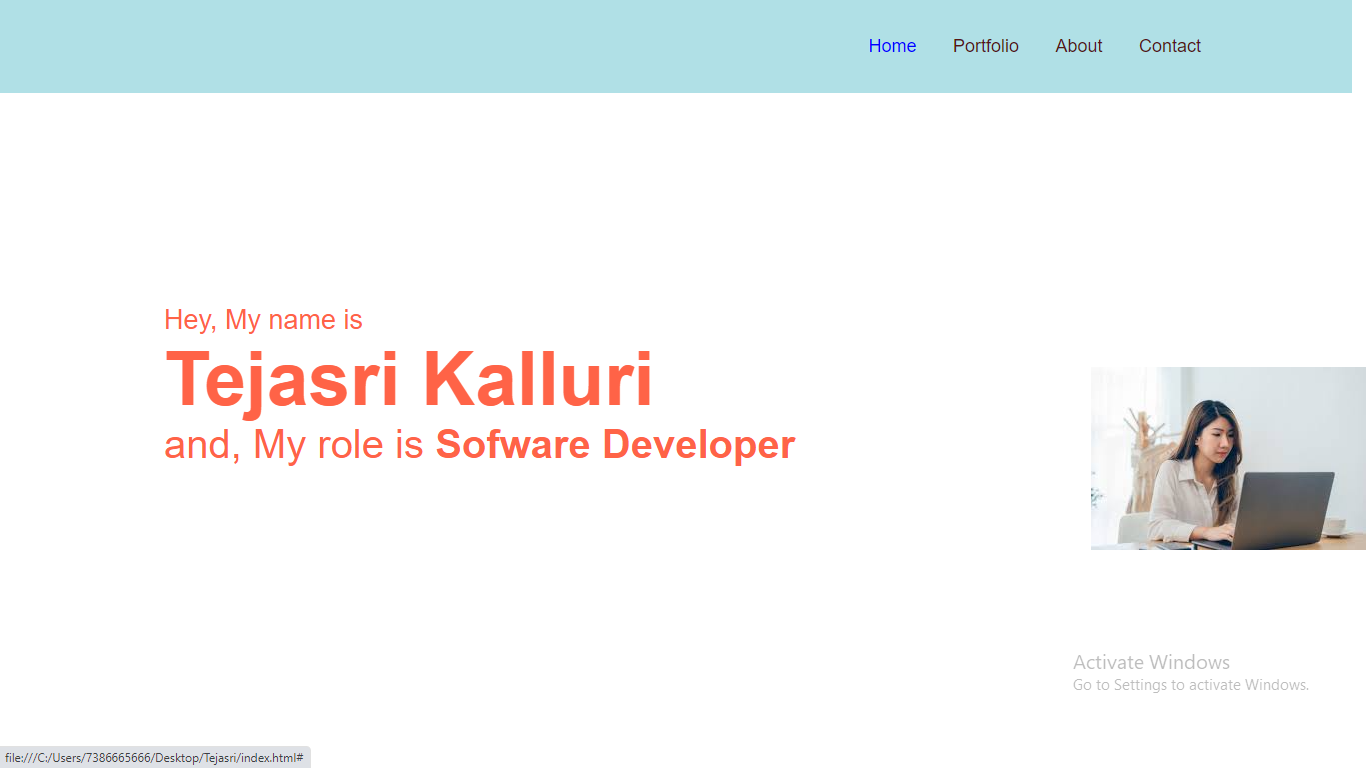 Home Portfolio About Contact
Hey, My name is
Tejasri Kalluri
and, My role is Sofware Developer
Activate Windows
Go to Settings to activate Windows.
file:///C:/Users/7386665666/Desktop/Tejasri/index.html#